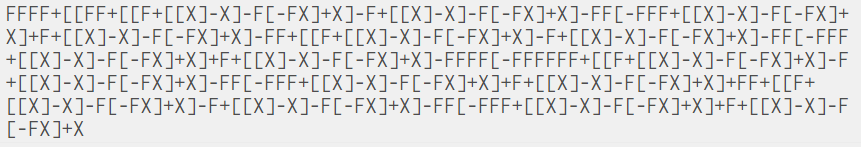 FFFF+[[FF+[[F+[[X]-X]-F[-FX]+X]-F+[[X]-X]-F[-FX]+X]-FF[-FFF+[[X]-X]-F[-FX]+
X]+F+[[X]-X]-F[-FX]+X]-FF+[[F+[[X]-X]-F[-FX]+X]-F+[[X]-X]-F[-FX]+X]-FF[-FFF
+[[X]-X]-F[-FX]+X]+F+[[X]-X]-F[-FX]+X]-FFFF[-FFFFFF+[[F+[[X]-X]-F[-FX]+X]-F
+[[X]-X]-F[-FX]+X]-FF[-FFF+[[X]-X]-F[-FX]+X]+F+[[X]-X]-F[-FX]+X]+FF+[[F+
[[X]-X]-F[-FX]+X]-F+[[X]-X]-F[-FX]+X]-FF[-FFF+[[X]-X]-F[-FX]+X]+F+[[X]-X]-F
[-FX]+X